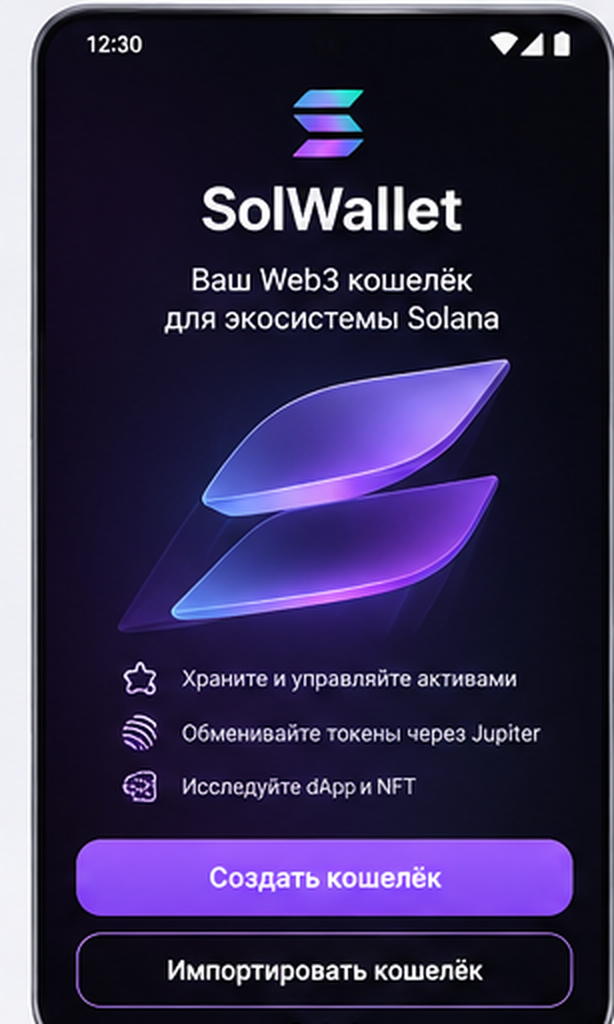 12:30
SolWallet
Ваш Web3 кошелёк
для экосистемы Solana
Храните и управляйте активами
Обменивайте токены через Jupiter
Исследуйте dApp и NFT
Создать кошелёк
Импортировать кошелёк